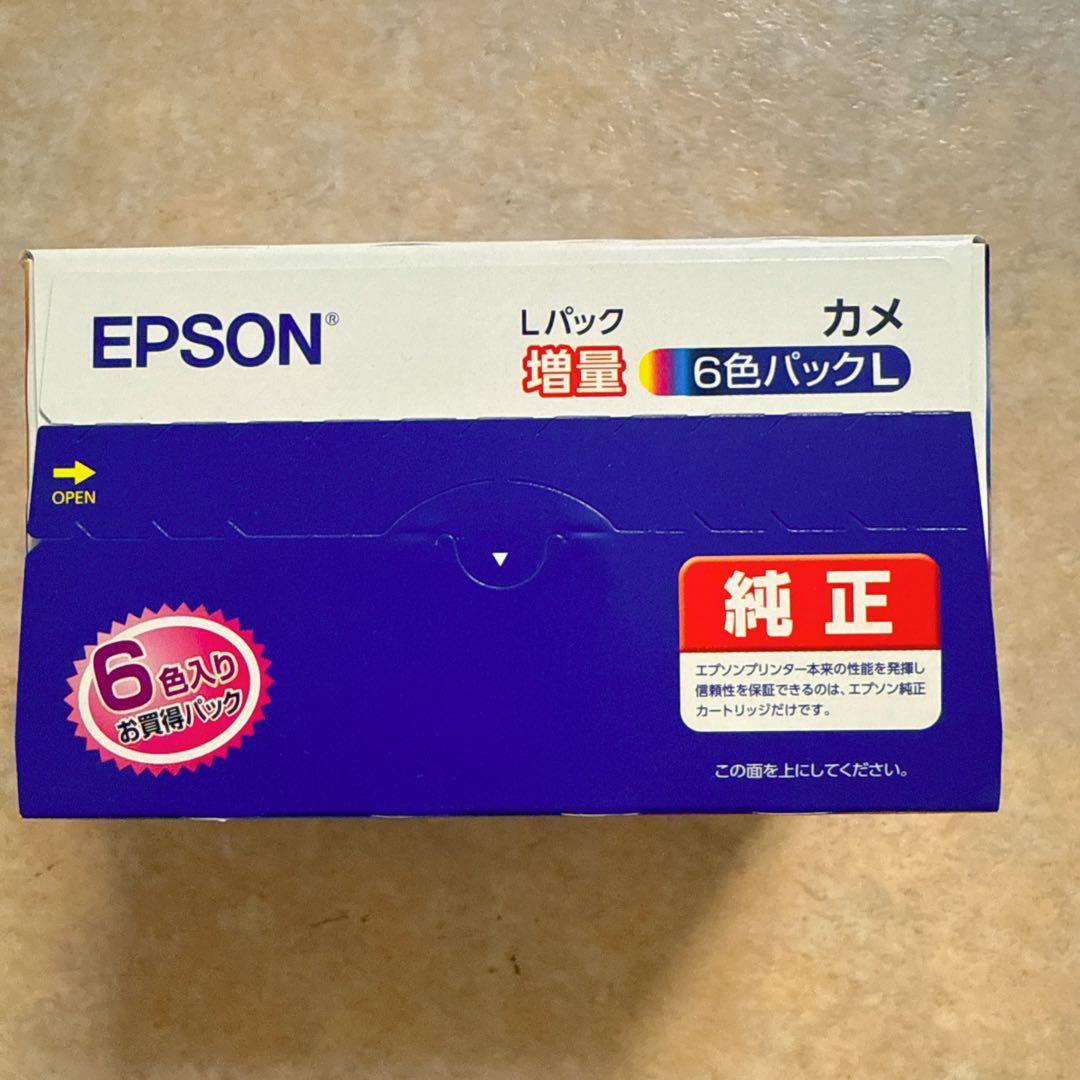 EPSON®
Lパック
増量
カメ
6色パックL
OPEN
6色入り
お買得パック
純正
エプソンプリンター本来の性能を発揮し
信頼性を保証できるのは、エプソン純正
カートリッジだけです。
この面を上にしてください。